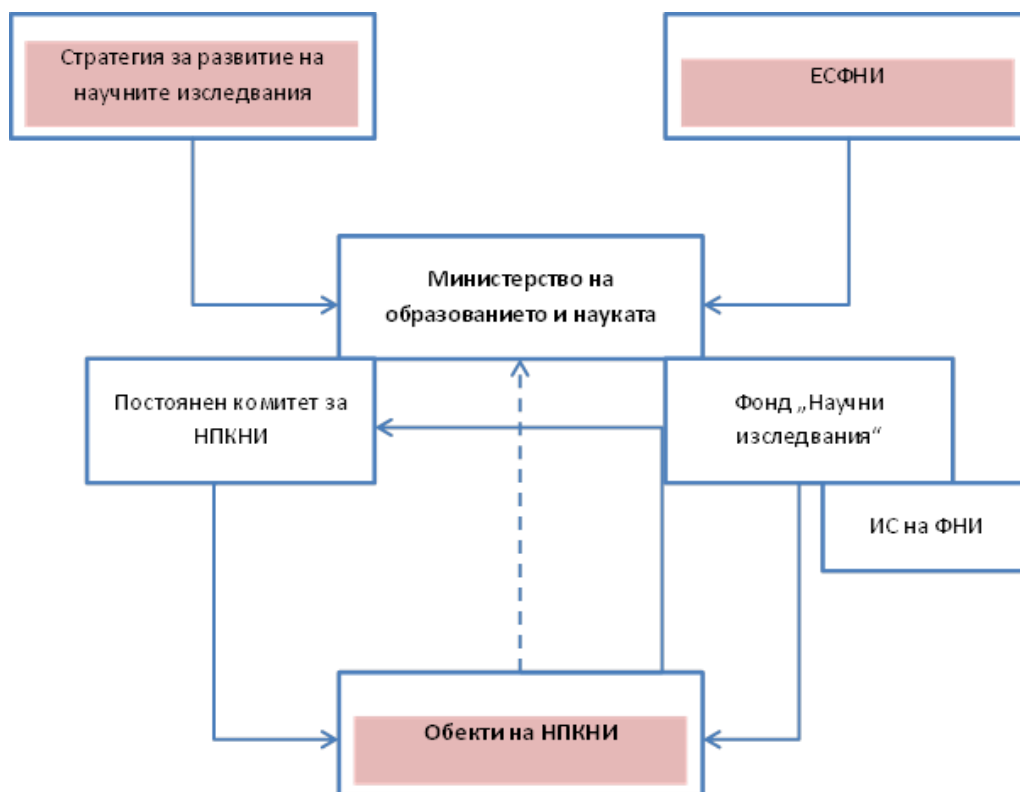 Стратегия за развитие на
научните изследвания
ЕСФНИ
Министерство на
образованието и науката
Постоянен комитет за
НПКНИ
Фонд „Научни
изследвания“
ИС на ФНИ
Обекти на НПКНИ